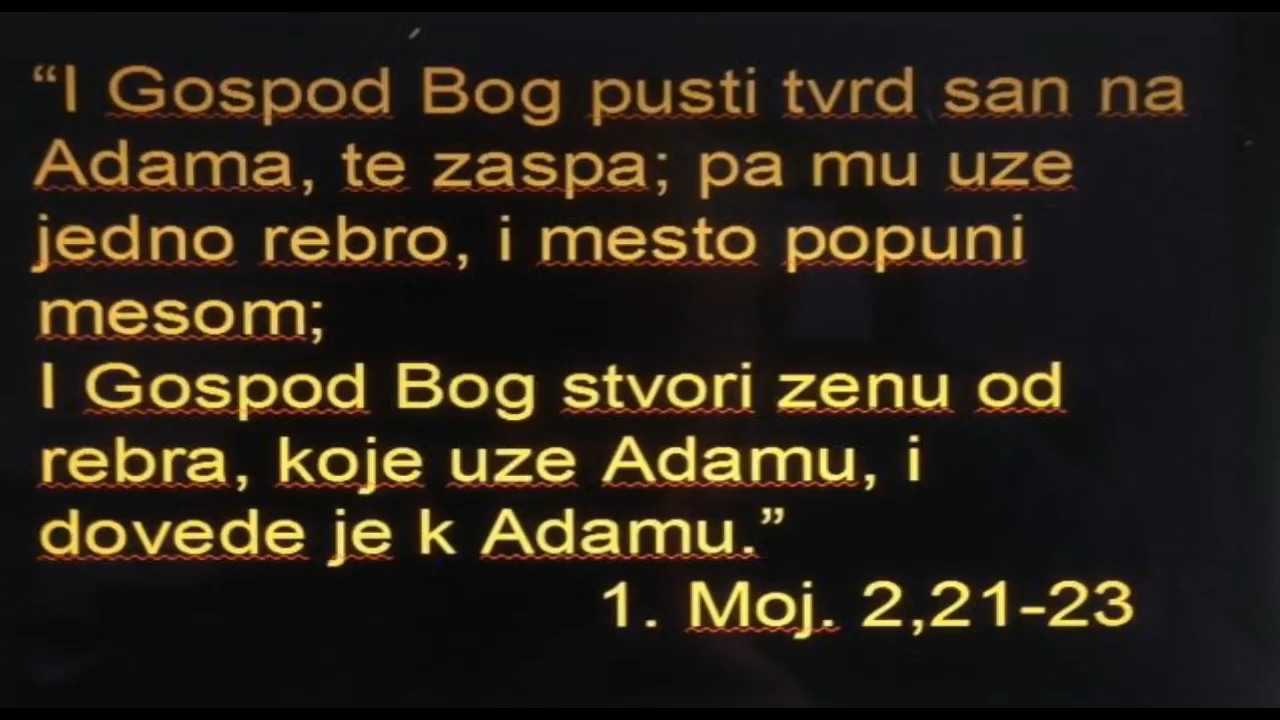 “I Gospod Bog pusti tvrd san na
Adama, te zaspa; pa mu uze
jedno rebro, i mesto popuni
mesom;
I Gospod Bog stvori zenu od
rebra, koje uze Adamu, i
dovede je k Adamu.”
1. Moj. 2,21-23